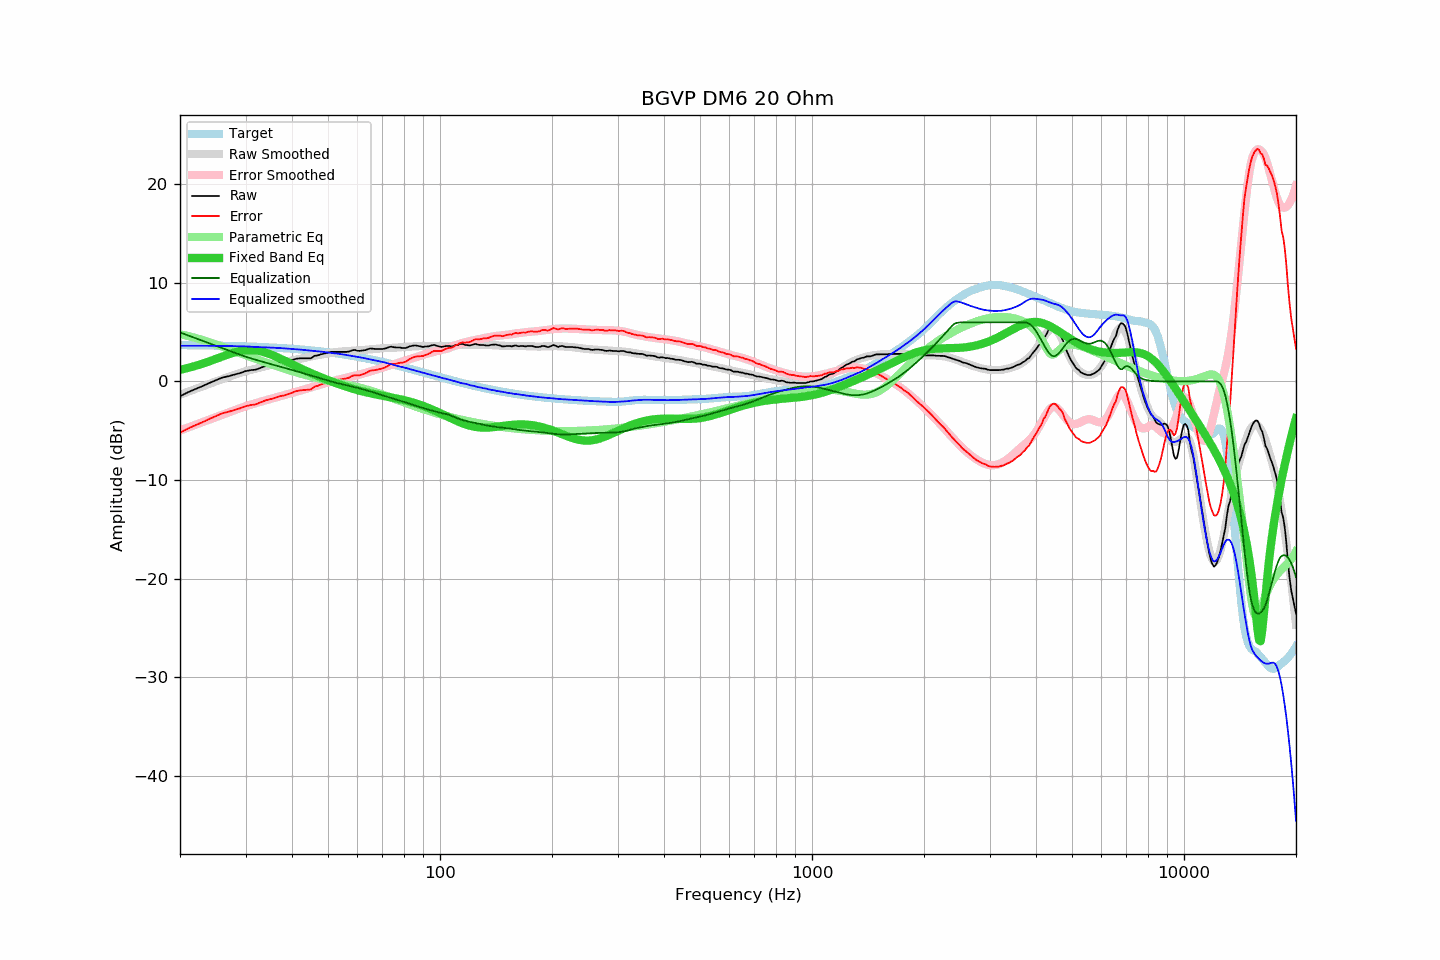 BGVP DM6 20 Ohm
Target
Raw Smoothed
Error Smoothed
Raw
Error
Parametric Eq
Fixed Band Eq
Equalization
Equalized smoothed
Amplitude (dBr)
20
10
0
−10
−20
−30
−40
100
1000
10000
Frequency (Hz)